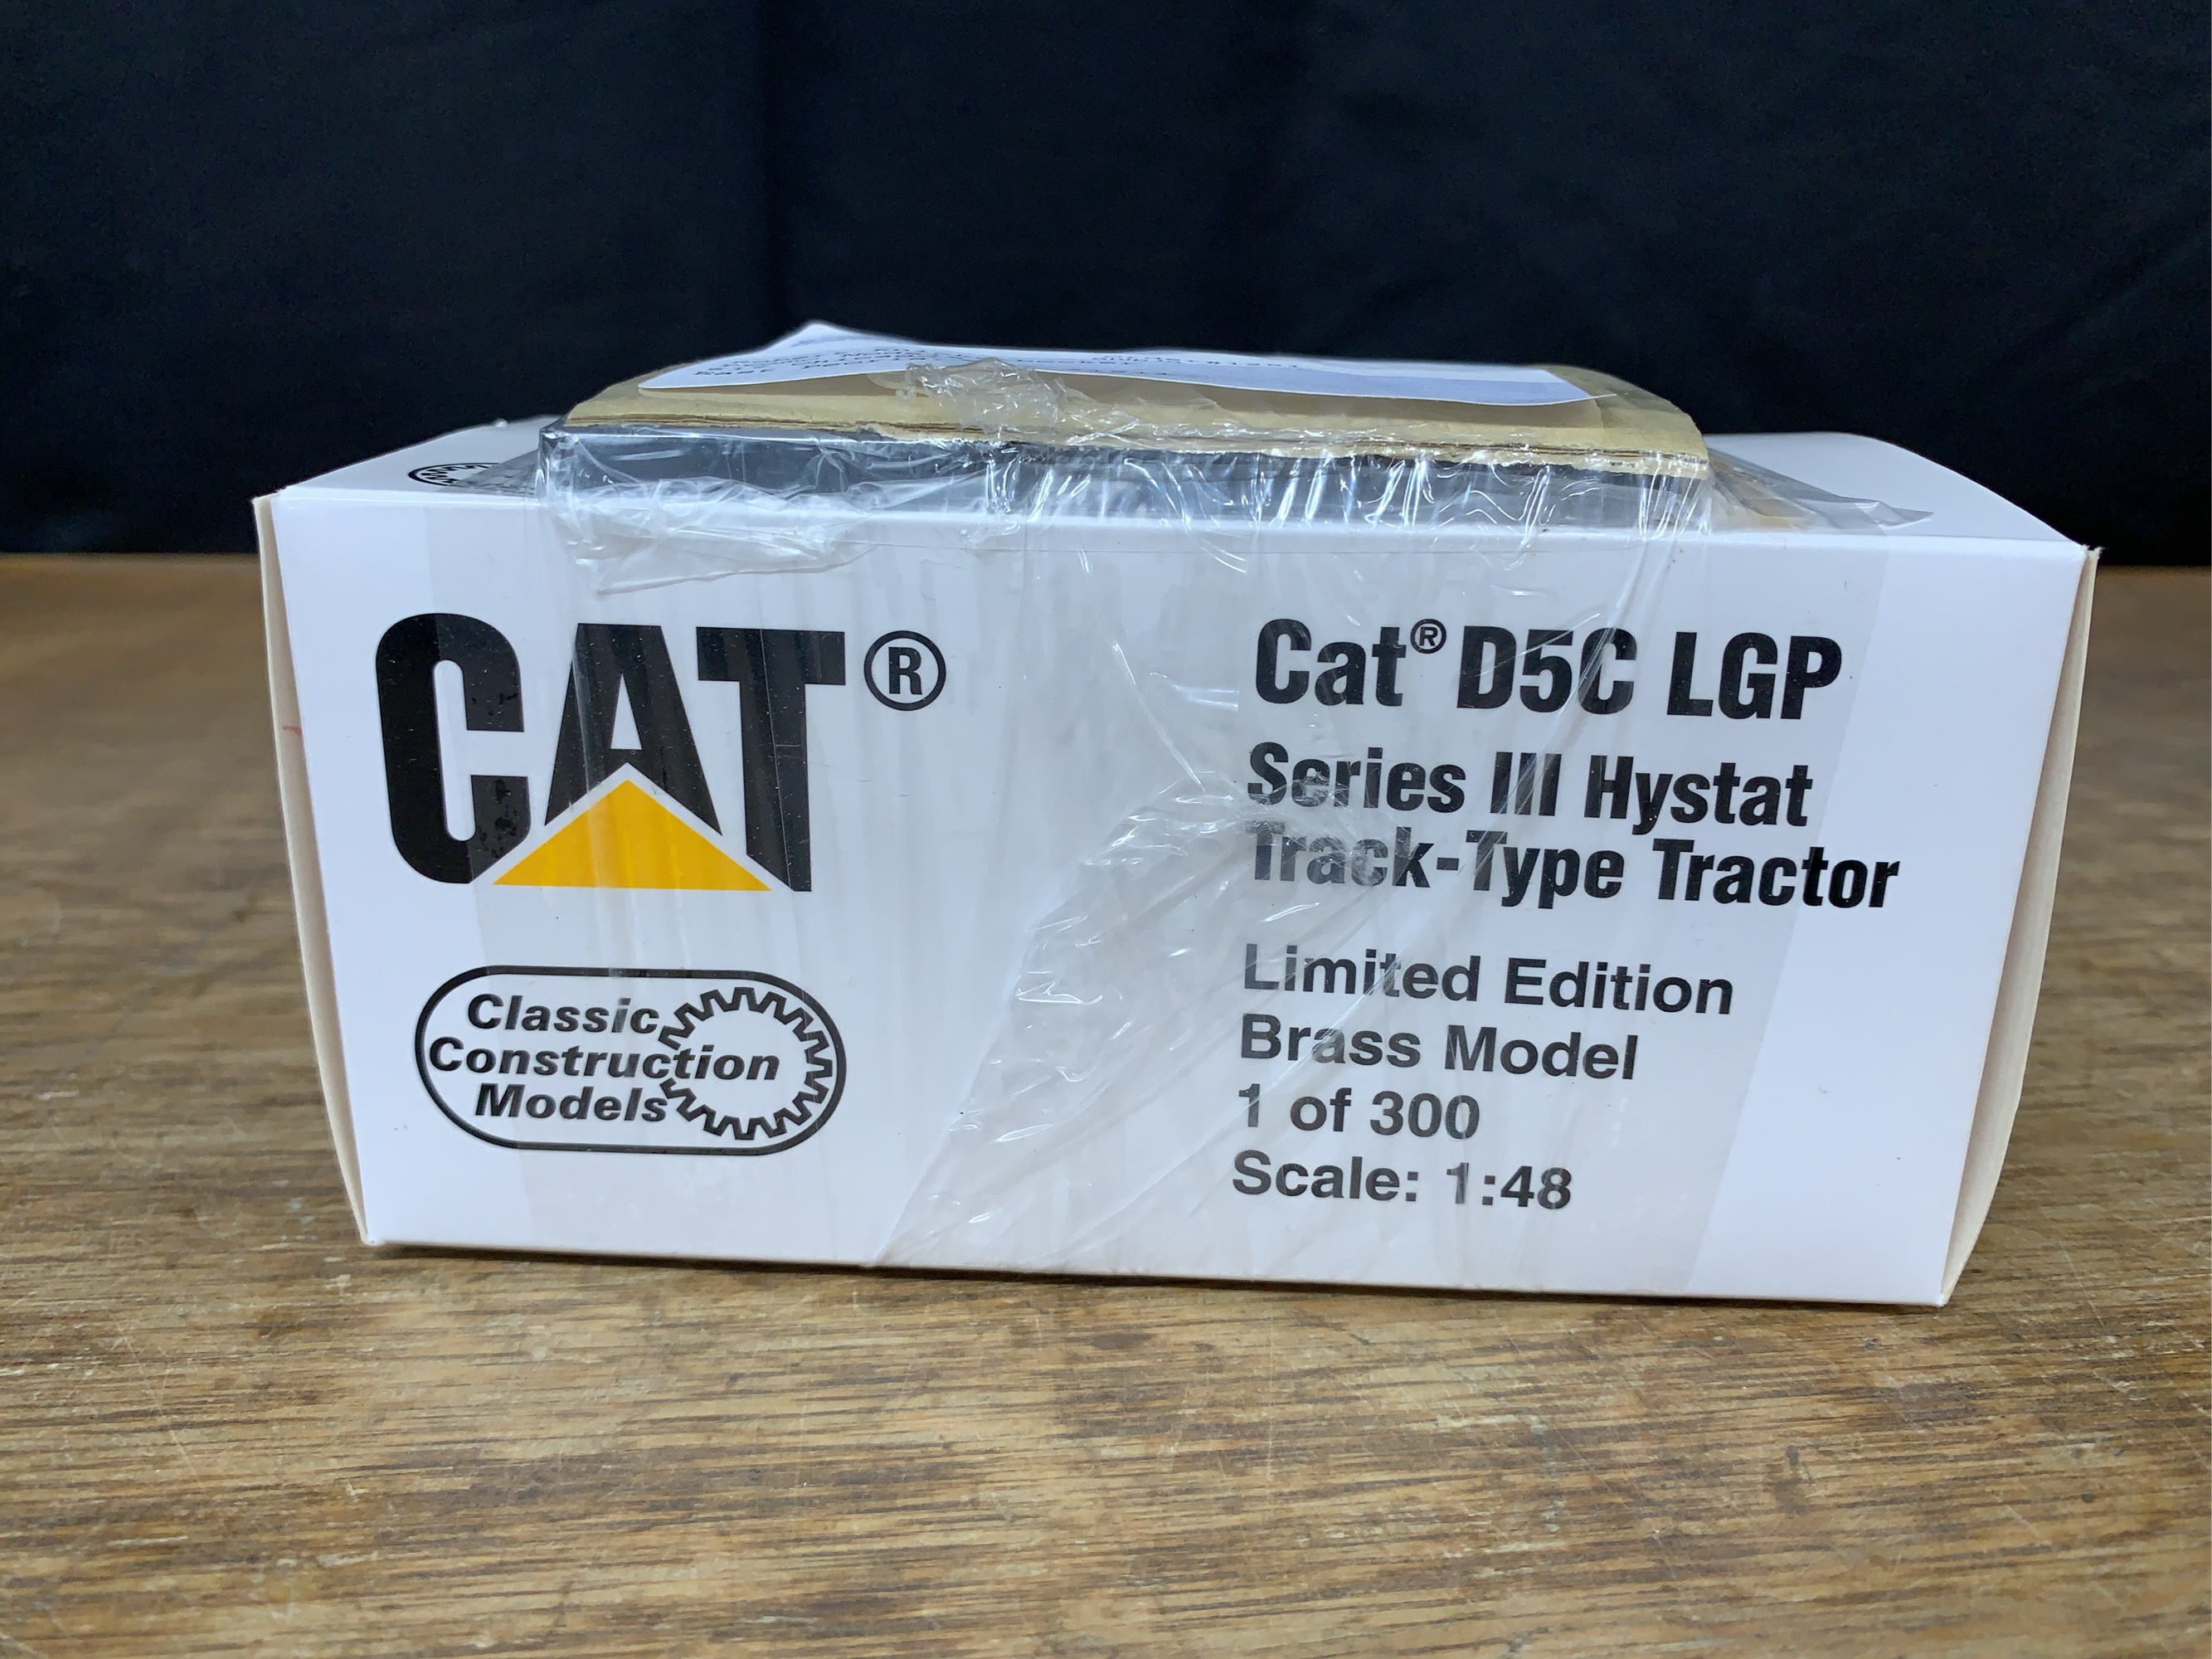 CAT®
Classic
Construction
Models
Cat® D5C LGP
Series III Hystat
Track-Type Tractor
Limited Edition
Brass Model
1 of 300
Scale: 1:48